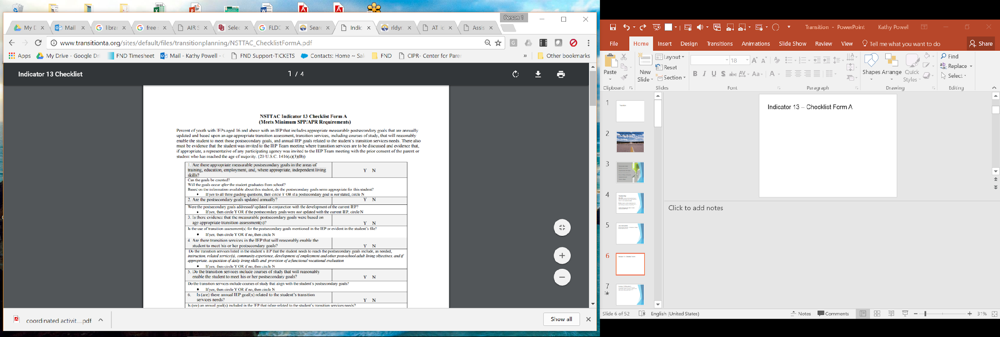 Person 1
My D
Mail
librar
free
AIR S
Selec
FLDC
Searc
Indic
rldyn
AT ic
Assis
www.transitionta.org/sites/default/files/transitionplanning/NSTTAC_ChecklistFormA.pdf
Apps My Drive - Google Dri FND Timesheet Mail - Kathy Powell - FND Support-TICKETS Contacts: Home ~ Sal FND CIPR- Center for Parer » Other bookmarks
Indicator 13 Checklist 1 / 4
NSTTAC Indicator 13 Checklist Form A
(Meets Minimum SPP/APR Requirements)
Percent of youth with IEPs aged 16 and above with an IEP that includes appropriate measurable postsecondary goals that are annually
updated and based upon an age appropriate transition assessment, transition services, including courses of study, that will reasonably
enable the student to meet those postsecondary goals, and annual IEP goals related to the student's transition services needs. There also
must be evidence that the student was invited to the IEP Team meeting where transition services are to be discussed and evidence that,
if appropriate, a representative of any participating agency was invited to the IEP Team meeting with the prior consent of the parent or
student who has reached the age of majority. (20 U.S.C. 1416(a)(3)(B))
1. Are there appropriate measurable postsecondary goals in the areas of
training, education, employment, and, where appropriate, independent living
skills?
Y N
Can the goals be counted?
Will the goals occur after the student graduates from school?
Based on the information available about this student, do the postsecondary goals seem appropriate for this student?
• If yes to all three guiding questions, then circle Y OR if a postsecondary goal is not stated, circle N
2. Are the postsecondary goals updated annually? Y N
Were the postsecondary goals addressed/ updated in conjunction with the development of the current IEP?
• If yes, then circle Y OR if the postsecondary goals were not updated with the current IEP, circle N
3. Is there evidence that the measurable postsecondary goals were based on
age appropriate transition assessment(s)? Y N
Is the use of transition assessment(s) for the postsecondary goals mentioned in the IEP or evident in the student's file?
• If yes, then circle Y OR if no, then circle N
4. Are there transition services in the IEP that will reasonably enable the
student to meet his or her postsecondary goals? Y N
Do the transition services listed in the student's IEP that the student needs to reach the postsecondary goals include, as needed,
instruction, related service(s), community experience, development of employment and other post-school adult living objectives, and if
appropriate, acquisition of daily living skills and provision of a functional vocational evaluation
• If yes, then circle Y OR if no, then circle N
5. Do the transition services include courses of study that will reasonably
enable the student to meet his or her postsecondary goals? Y N
Do the transition services include courses of study that align with the student's postsecondary goals?
• If yes, then circle Y OR if no, then circle N
6. Is (are) there annual IEP goal(s) related to the student's transition
services needs? Y N
Is (are) an annual goal(s) included in the IEP that is/are related to the student's transition services needs?
coordinated activit....pdf
Show all
Transition - PowerPoint Kathy Powell
File Home Insert Design Transitions Animations Slide Show Review View Tell me what you want to do Share
Paste
Clipboard
New
Slide
Layout
Reset
Section
Slides
18
B I U S abc AV Aa A
Font
Paragraph
Shapes Arrange Quick
Styles
Drawing
Find
Replace
Select
Editing
1
2
3
4
5
6
7
Indicator 13 – Checklist Form A
Click to add notes
Slide 6 of 52 English (United States) Notes Comments 31%